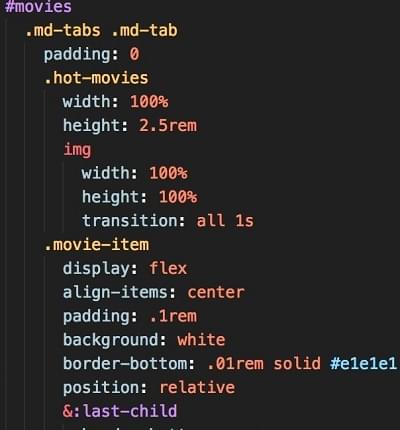 #movies
.md-tabs .md-tab
padding: 0
.hot-movies
width: 100%
height: 2.5rem
img
width: 100%
height: 100%
transition: all 1s
.movie-item
display: flex
align-items: center
padding: .1rem
background: white
border-bottom: .01rem solid #e1e1e1
position: relative
&:last-child